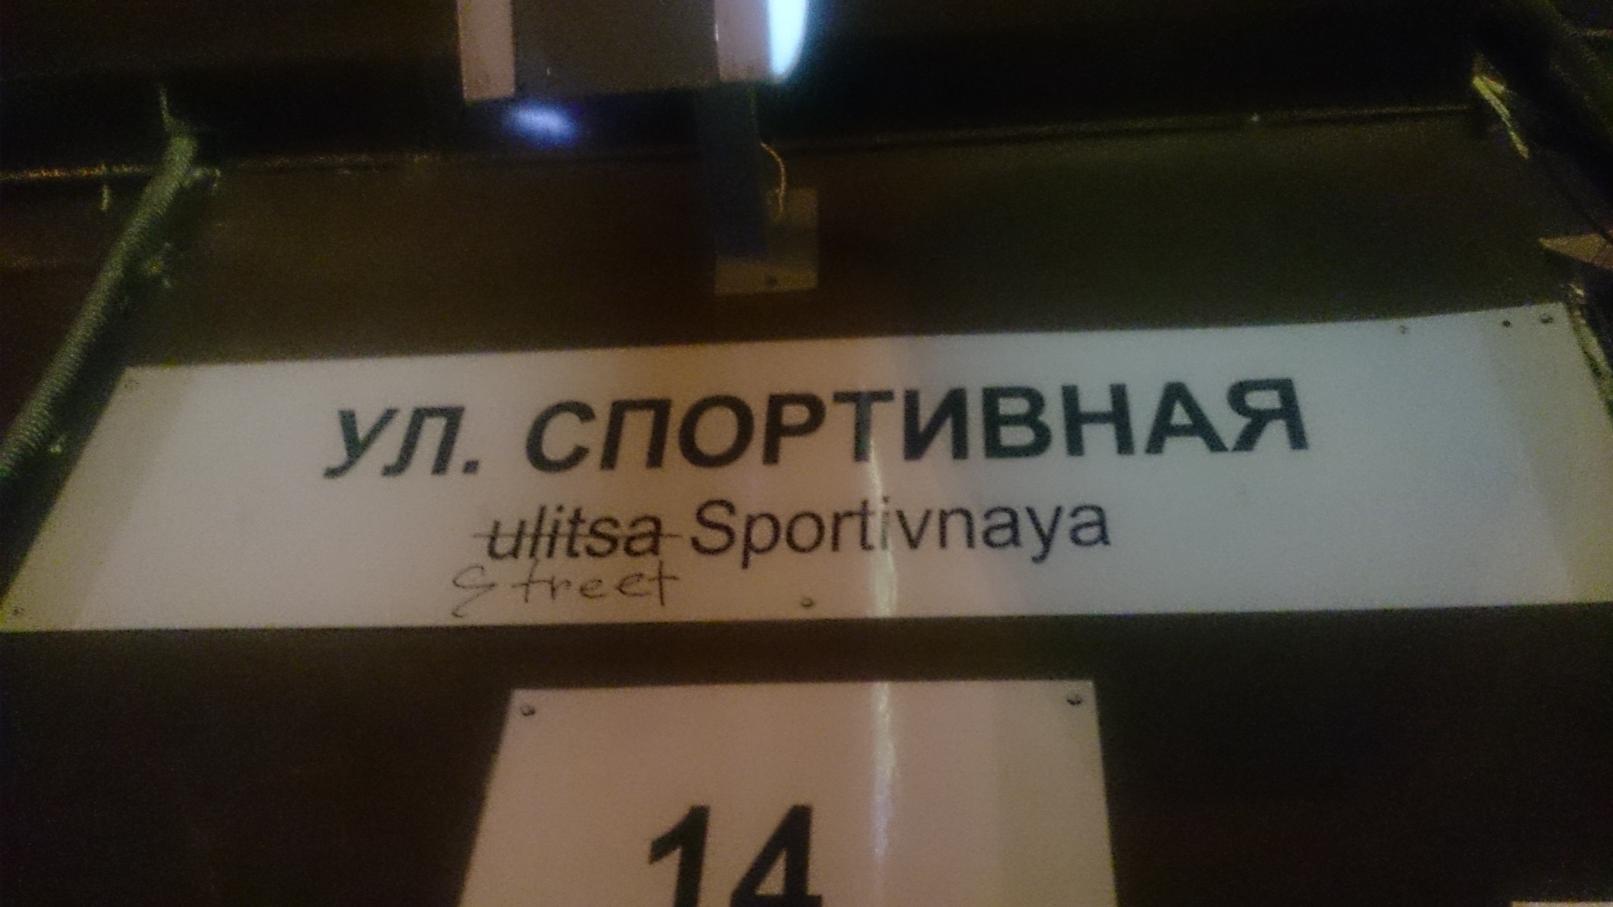 УЛ. СПОРТИВНАЯ
ulitsa Sportivnaya
Street
14